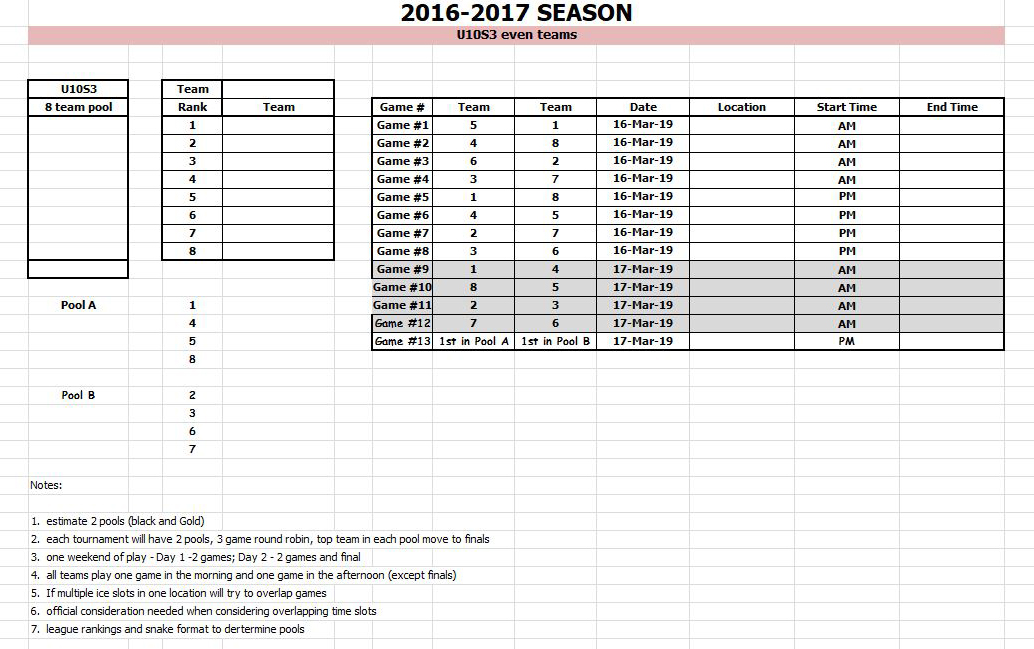 2016-2017 SEASON
U10S3 even teams
U10S3 Team
8 team pool Rank Team Game # Team Team Date Location Start Time End Time
1 Game #1 5 1 16-Mar-19 AM
2 Game #2 4 8 16-Mar-19 AM
3 Game #3 6 2 16-Mar-19 AM
4 Game #4 3 7 16-Mar-19 AM
5 Game #5 1 8 16-Mar-19 PM
6 Game #6 4 5 16-Mar-19 PM
7 Game #7 2 7 16-Mar-19 PM
8 Game #8 3 6 16-Mar-19 PM
Game #9 1 4 17-Mar-19 AM
Game #10 8 5 17-Mar-19 AM
Pool A 1 Game #11 2 3 17-Mar-19 AM
4 Game #12 7 6 17-Mar-19 AM
5 Game #13 1st in Pool A 1st in Pool B 17-Mar-19 PM
8
Pool B 2
3
6
7
Notes:
1. estimate 2 pools (black and Gold)
2. each tournament will have 2 pools, 3 game round robin, top team in each pool move to finals
3. one weekend of play - Day 1 -2 games; Day 2 - 2 games and final
4. all teams play one game in the morning and one game in the afternoon (except finals)
5. If multiple ice slots in one location will try to overlap games
6. official consideration needed when considering overlapping time slots
7. league rankings and snake format to dertermine pools